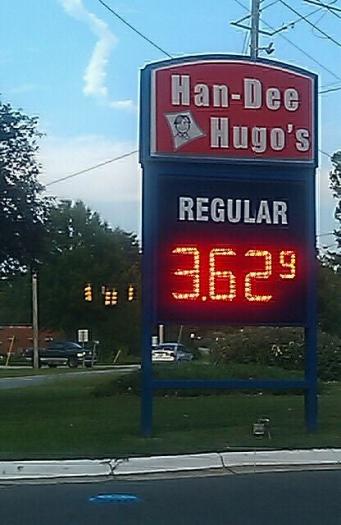 Han-Dee
Hugo's
REGULAR
3.62 9